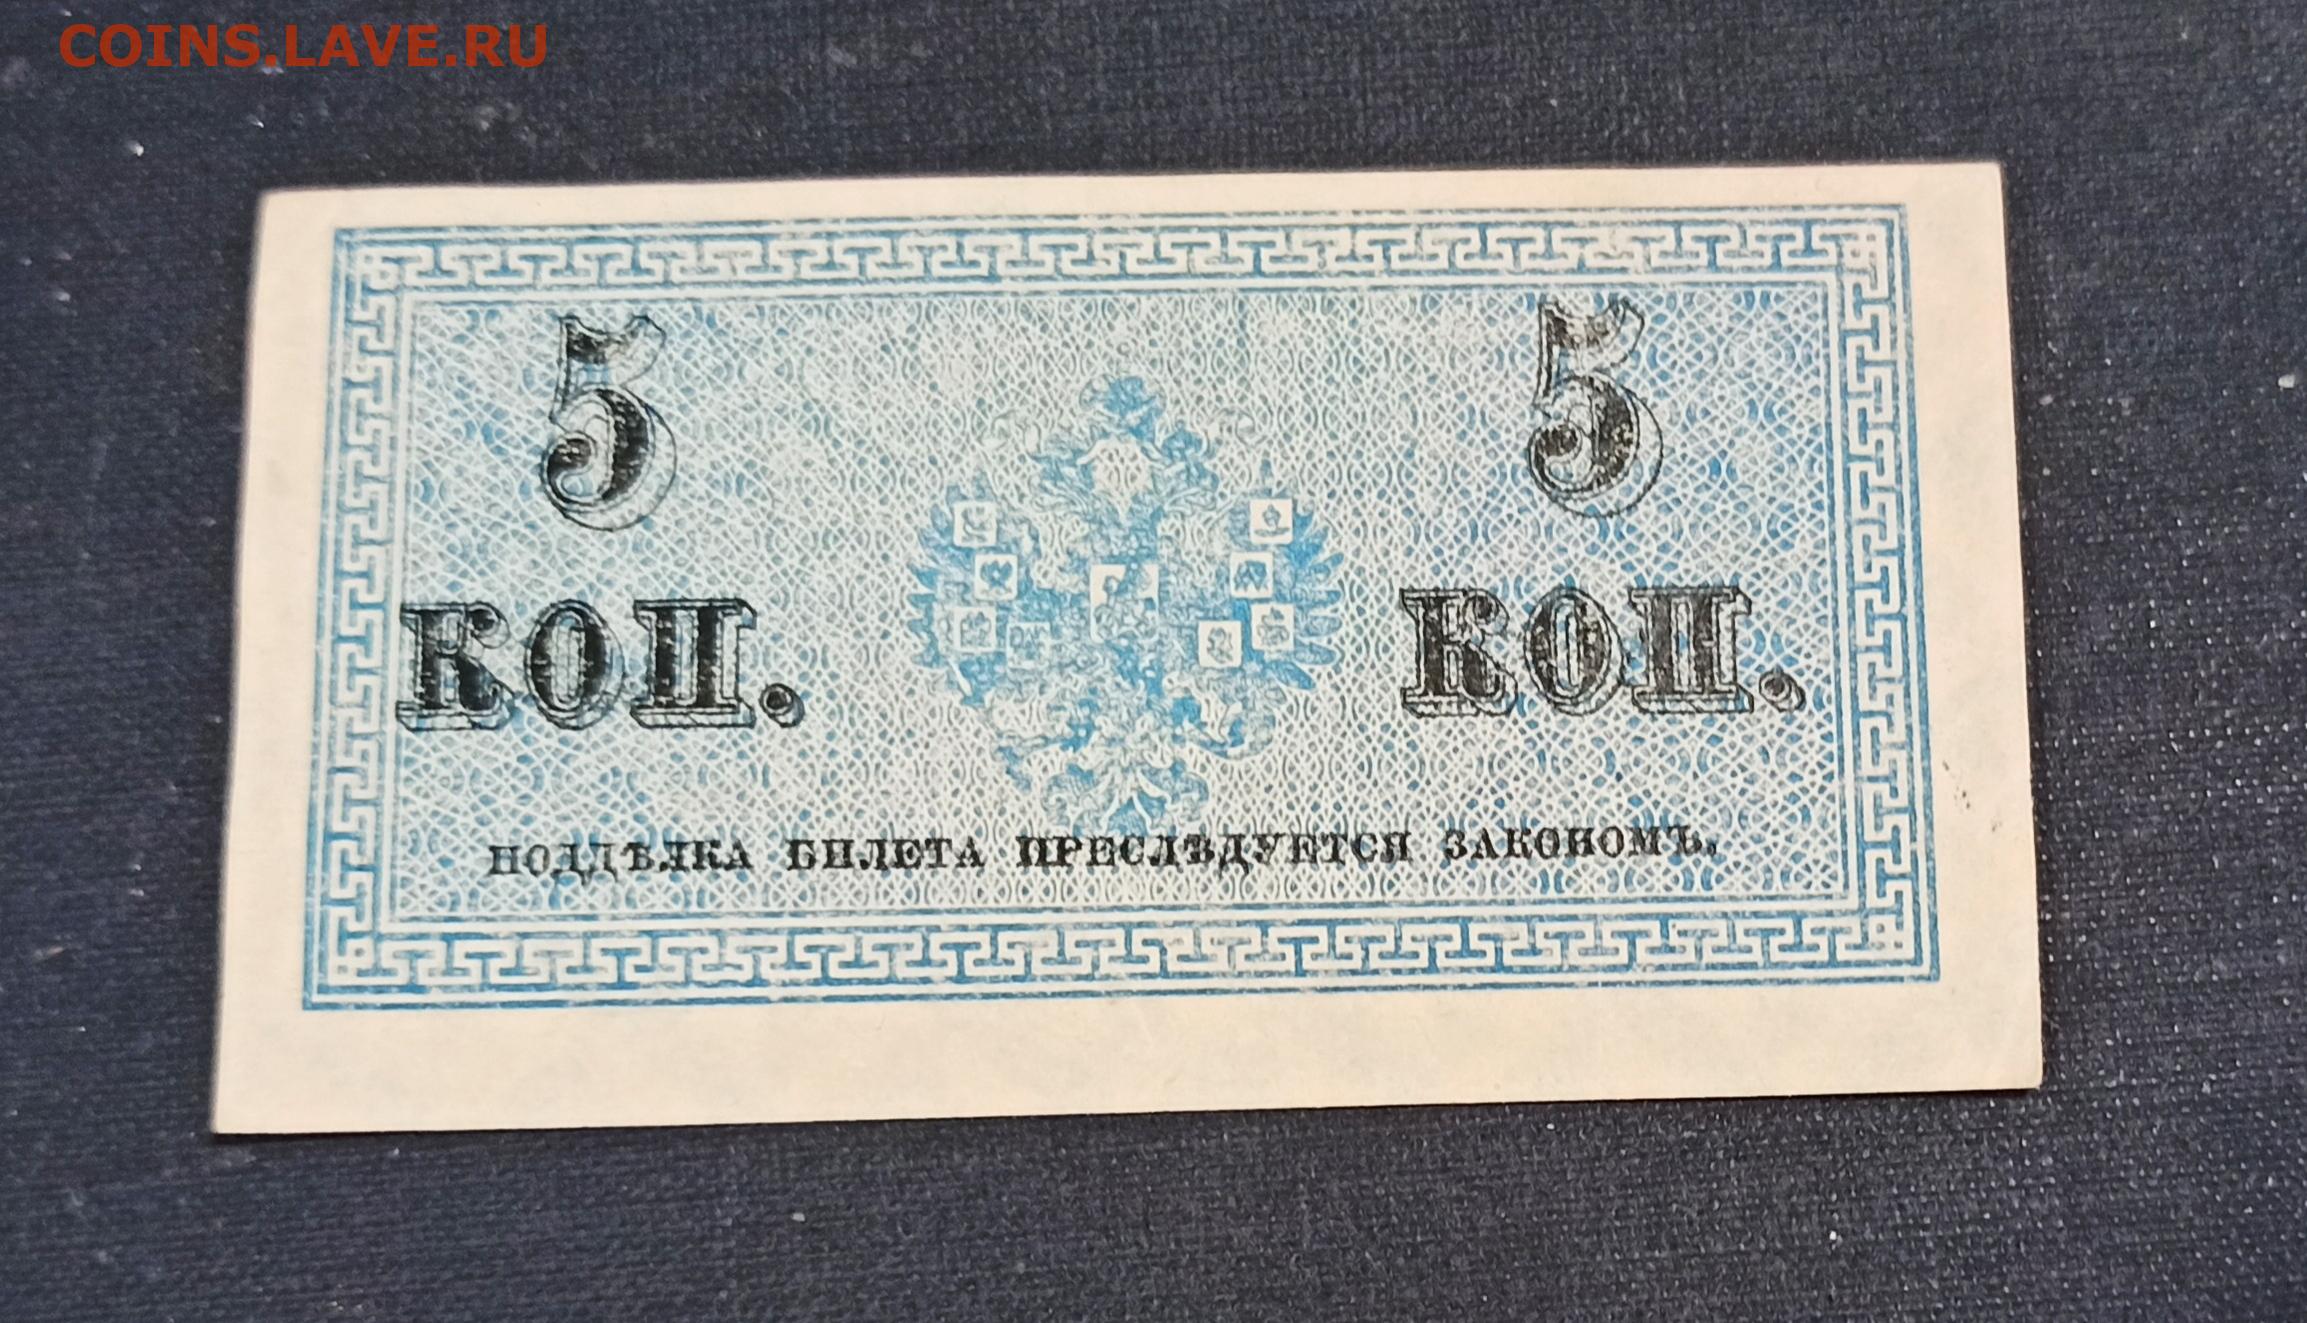 COINS.LAVE.RU
5 5
КОП. КОП.
ПОДДѢЛКА БИЛЕТА ПРЕСЛѢДУЕТСЯ ЗАКОНОМЪ.